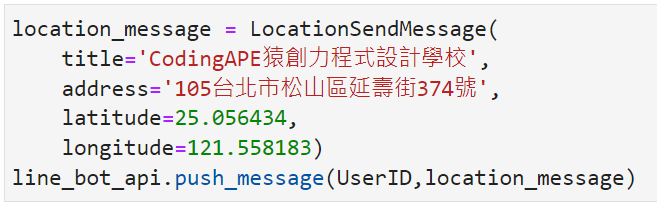 location_message = LocationSendMessage(
    title='CodingAPE猿創力程式設計學校',
    address='105台北市松山區延壽街374號',
    latitude=25.056434,
    longitude=121.558183)
line_bot_api.push_message(UserID,location_message)